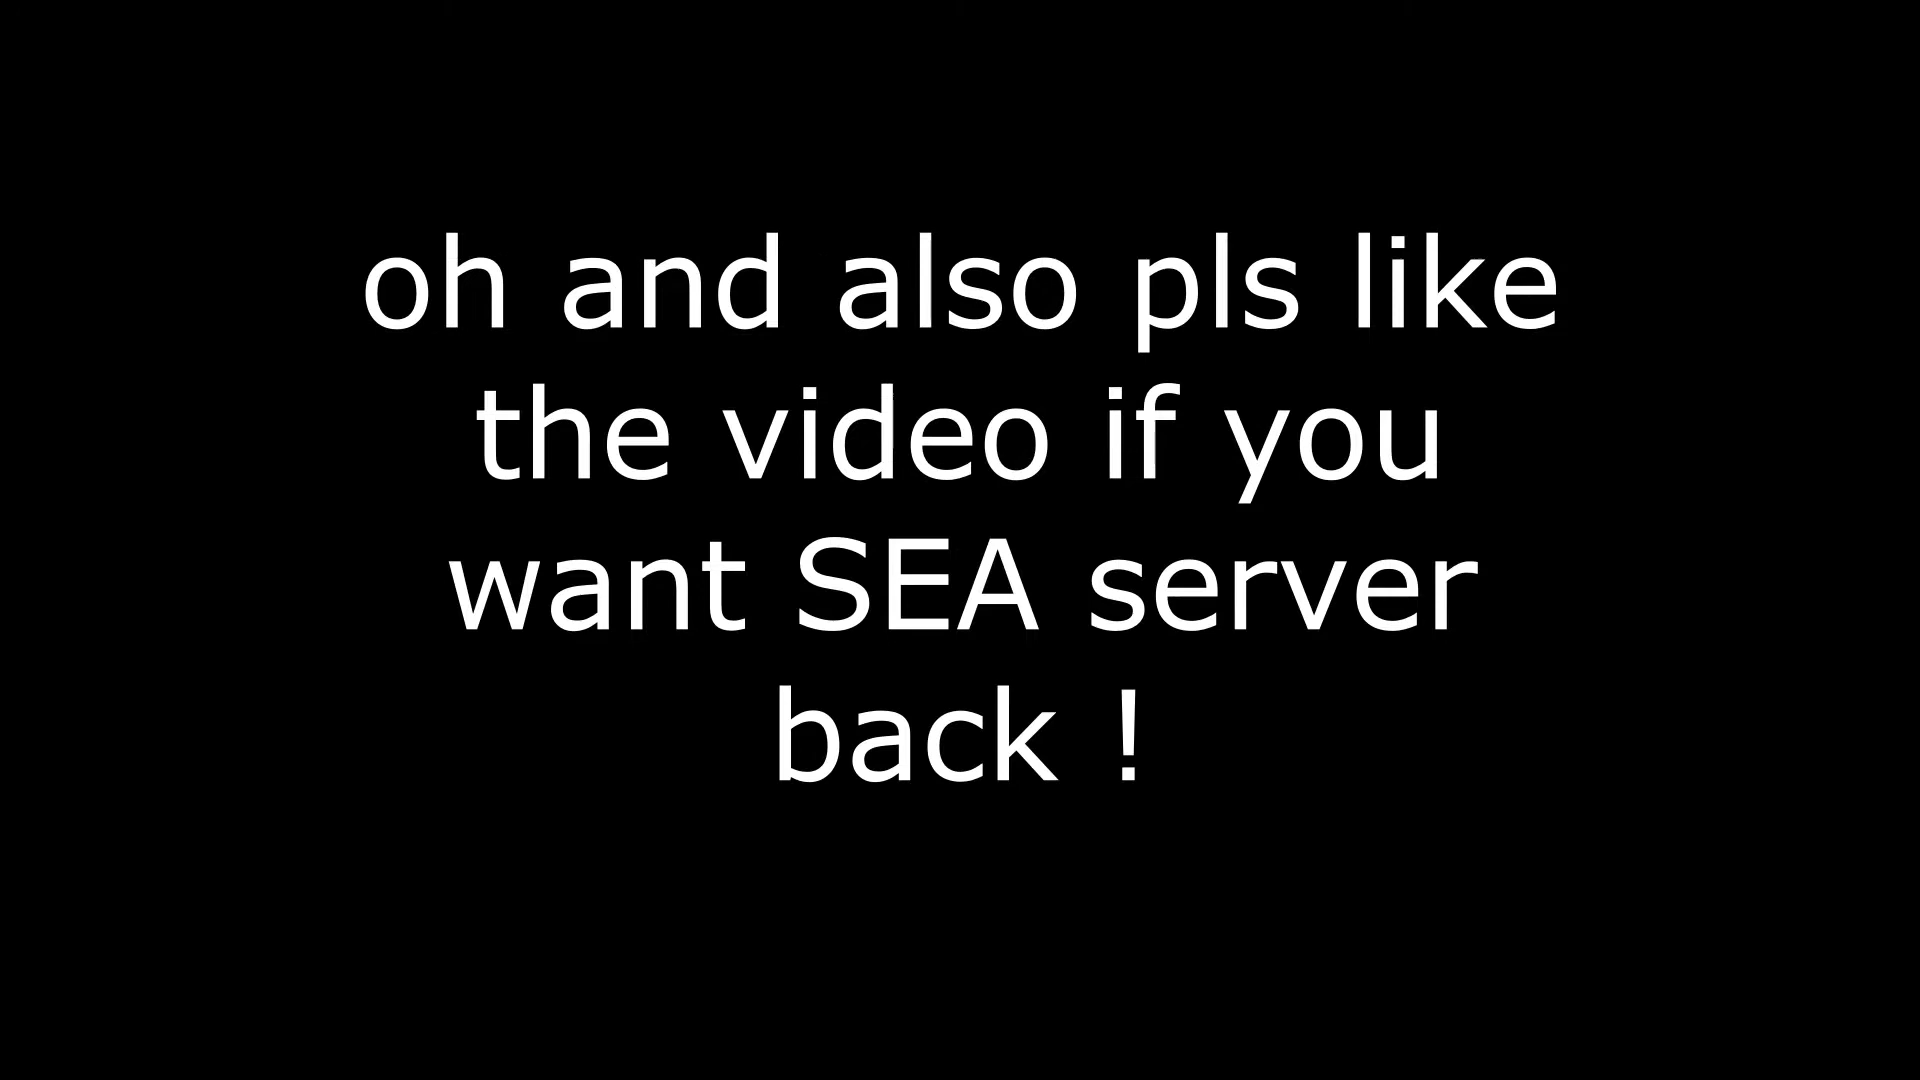 oh and also pls like
the video if you
want SEA server
back !